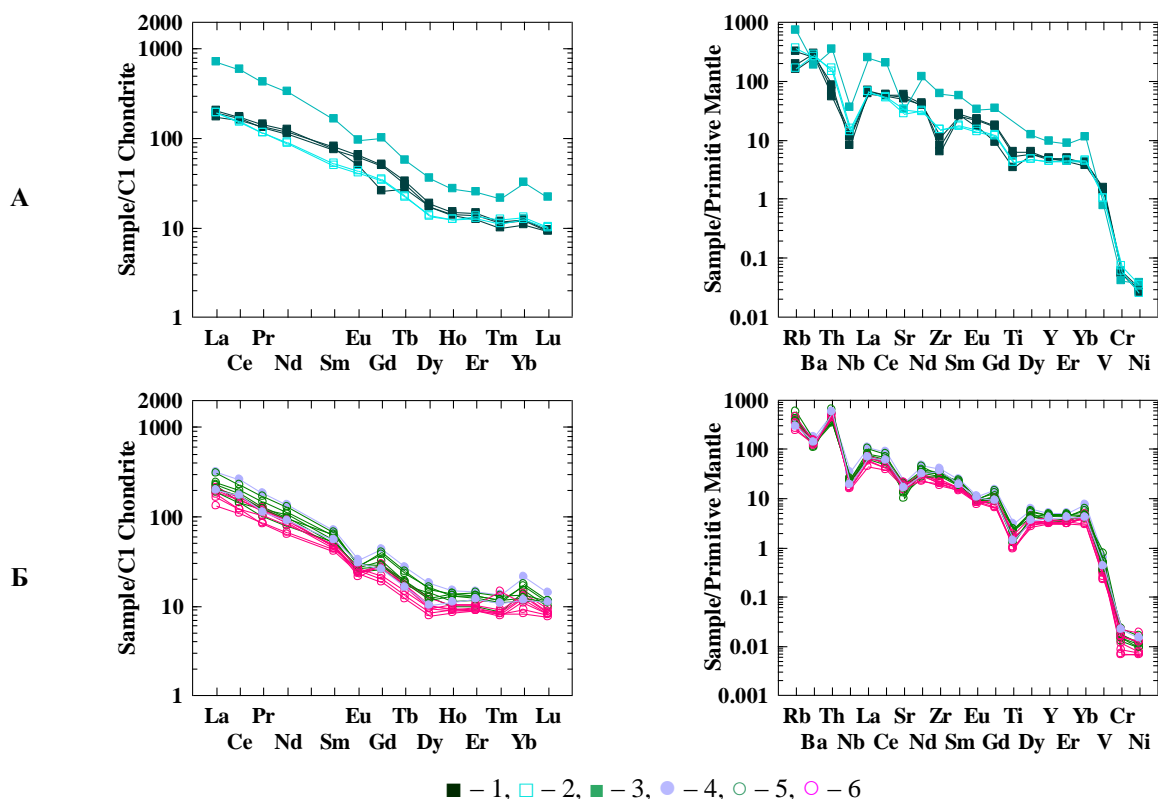 А
Sample/C1 Chondrite
2000
1000
100
10
1
La Pr Eu Tb Ho Tm Lu
Ce Nd Sm Gd Dy Er Yb
Sample/Primitive Mantle
1000
100
10
1
0.1
0.01
Rb Th La Sr Zr Eu Ti Y Yb Cr
Ba Nb Ce Nd Sm Gd Dy Er V Ni
Б
Sample/C1 Chondrite
2000
1000
100
10
1
La Pr Eu Tb Ho Tm Lu
Ce Nd Sm Gd Dy Er Yb
Sample/Primitive Mantle
1000
100
10
1
0.1
0.01
0.001
Rb Th La Sr Zr Eu Ti Y Yb Cr
Ba Nb Ce Nd Sm Gd Dy Er V Ni
– 1, – 2, – 3, – 4, – 5, – 6